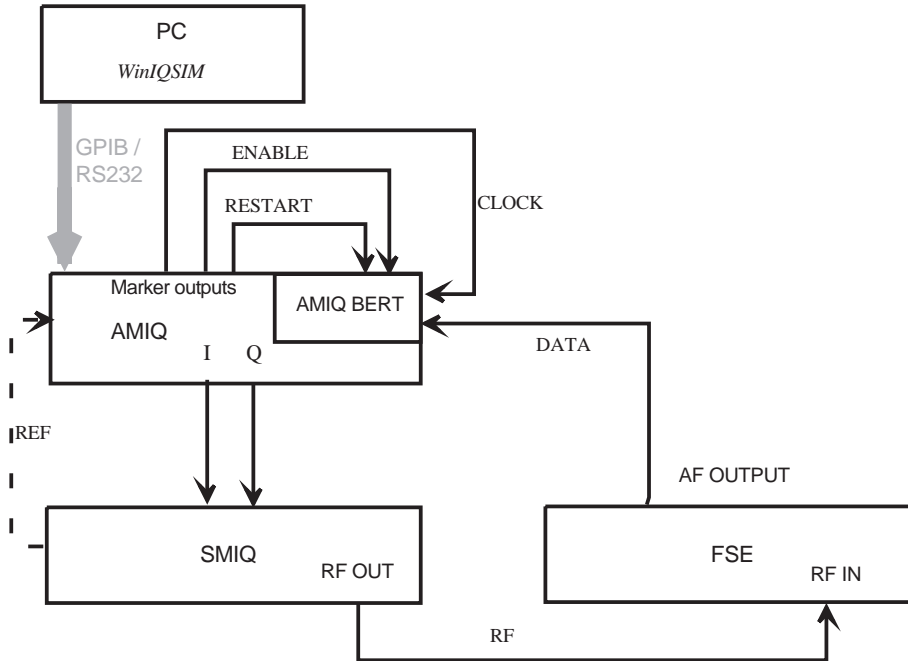 PC
WinIQSIM
GPIB /
RS232
ENABLE
RESTART
CLOCK
Marker outputs
AMIQ BERT
AMIQ
I Q
DATA
REF
AF OUTPUT
SMIQ
RF OUT
FSE
RF IN
RF